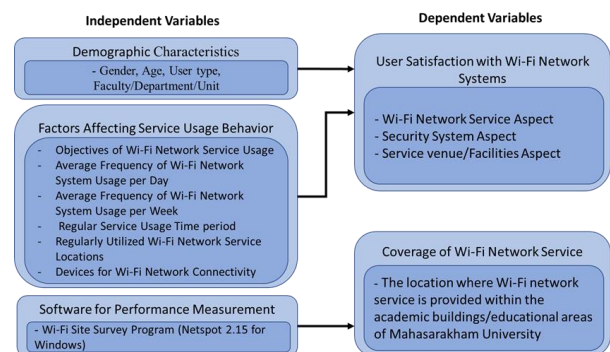 Independent Variables
Demographic Characteristics
- Gender, Age, User type,
Faculty/Department/Unit
Factors Affecting Service Usage Behavior
- Objectives of Wi-Fi Network Service Usage
- Average Frequency of Wi-Fi Network
System Usage per Day
- Average Frequency of Wi-Fi Network
System Usage per Week
- Regular Service Usage Time period
- Regularly Utilized Wi-Fi Network Service
Locations
- Devices for Wi-Fi Network Connectivity
Software for Performance Measurement
- Wi-Fi Site Survey Program (Netspot 2.15 for
Windows)
Dependent Variables
User Satisfaction with Wi-Fi Network
Systems
- Wi-Fi Network Service Aspect
- Security System Aspect
- Service venue/Facilities Aspect
Coverage of Wi-Fi Network Service
- The location where Wi-Fi network
service is provided within the
academic buildings/educational areas
of Mahasarakham University